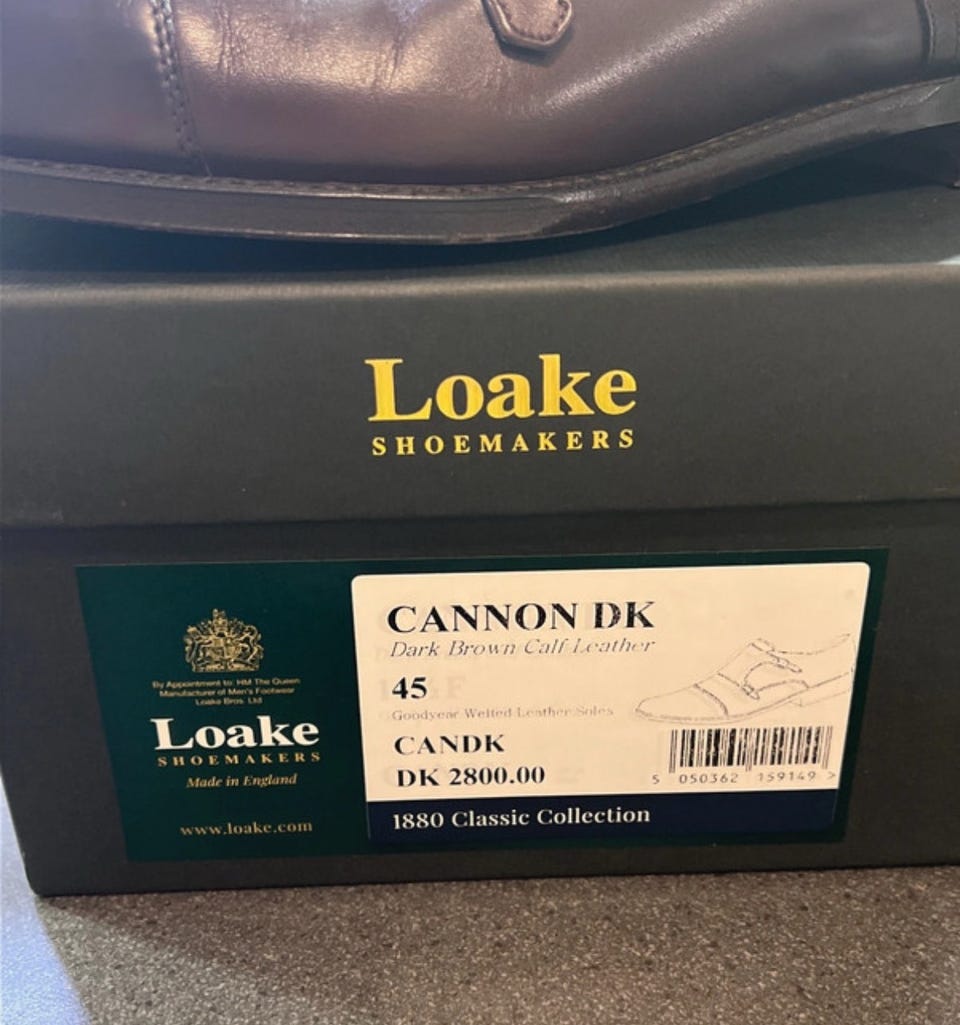 Loake
SHOEMAKERS
By Appointment to: HM The Queen
Manufacturer of Men's Footwear
Loake Bros. Ltd
Loake
SHOEMAKERS
Made in England
www.loake.com
CANNON DK
Dark Brown Calf Leather
45
Goodyear Welted Leather Soles
CANDK
DK 2800.00
5 050362 159149 >
1880 Classic Collection